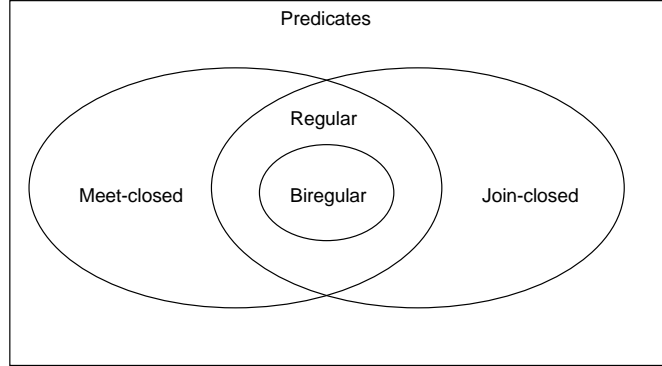 Predicates
Regular
Meet-closed
Biregular
Join-closed